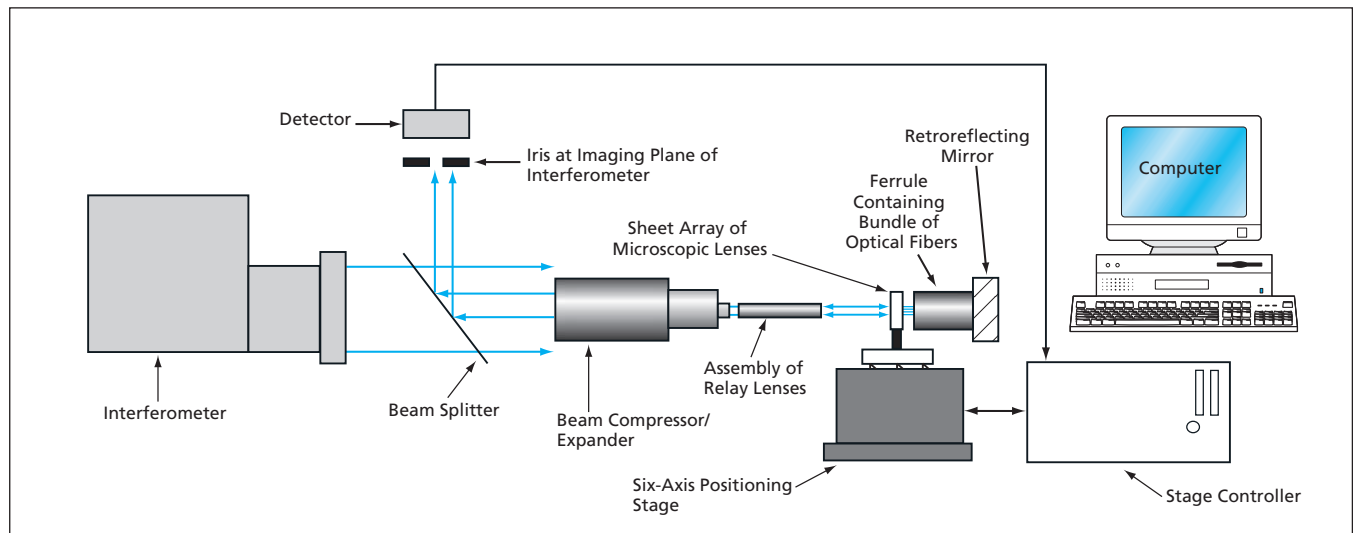 Detector
Iris at Imaging Plane of
Interferometer
Retroreflecting
Mirror
Computer
Ferrule
Containing
Bundle of
Optical Fibers
Sheet Array of
Microscopic Lenses
Interferometer
Beam Splitter
Beam Compressor/
Expander
Assembly of
Relay Lenses
Six-Axis Positioning
Stage
Stage Controller